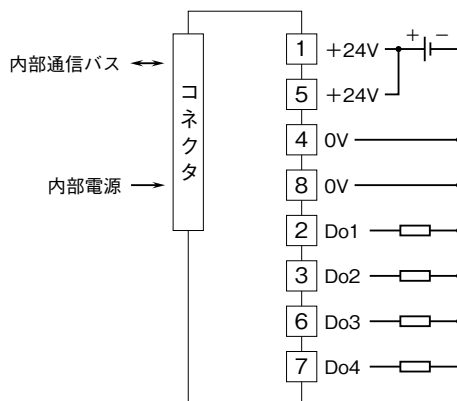 内部通信バス
内部電源
コネクタ
1 +24V + −
5 +24V
4 0V
8 0V
2 Do1
3 Do2
6 Do3
7 Do4